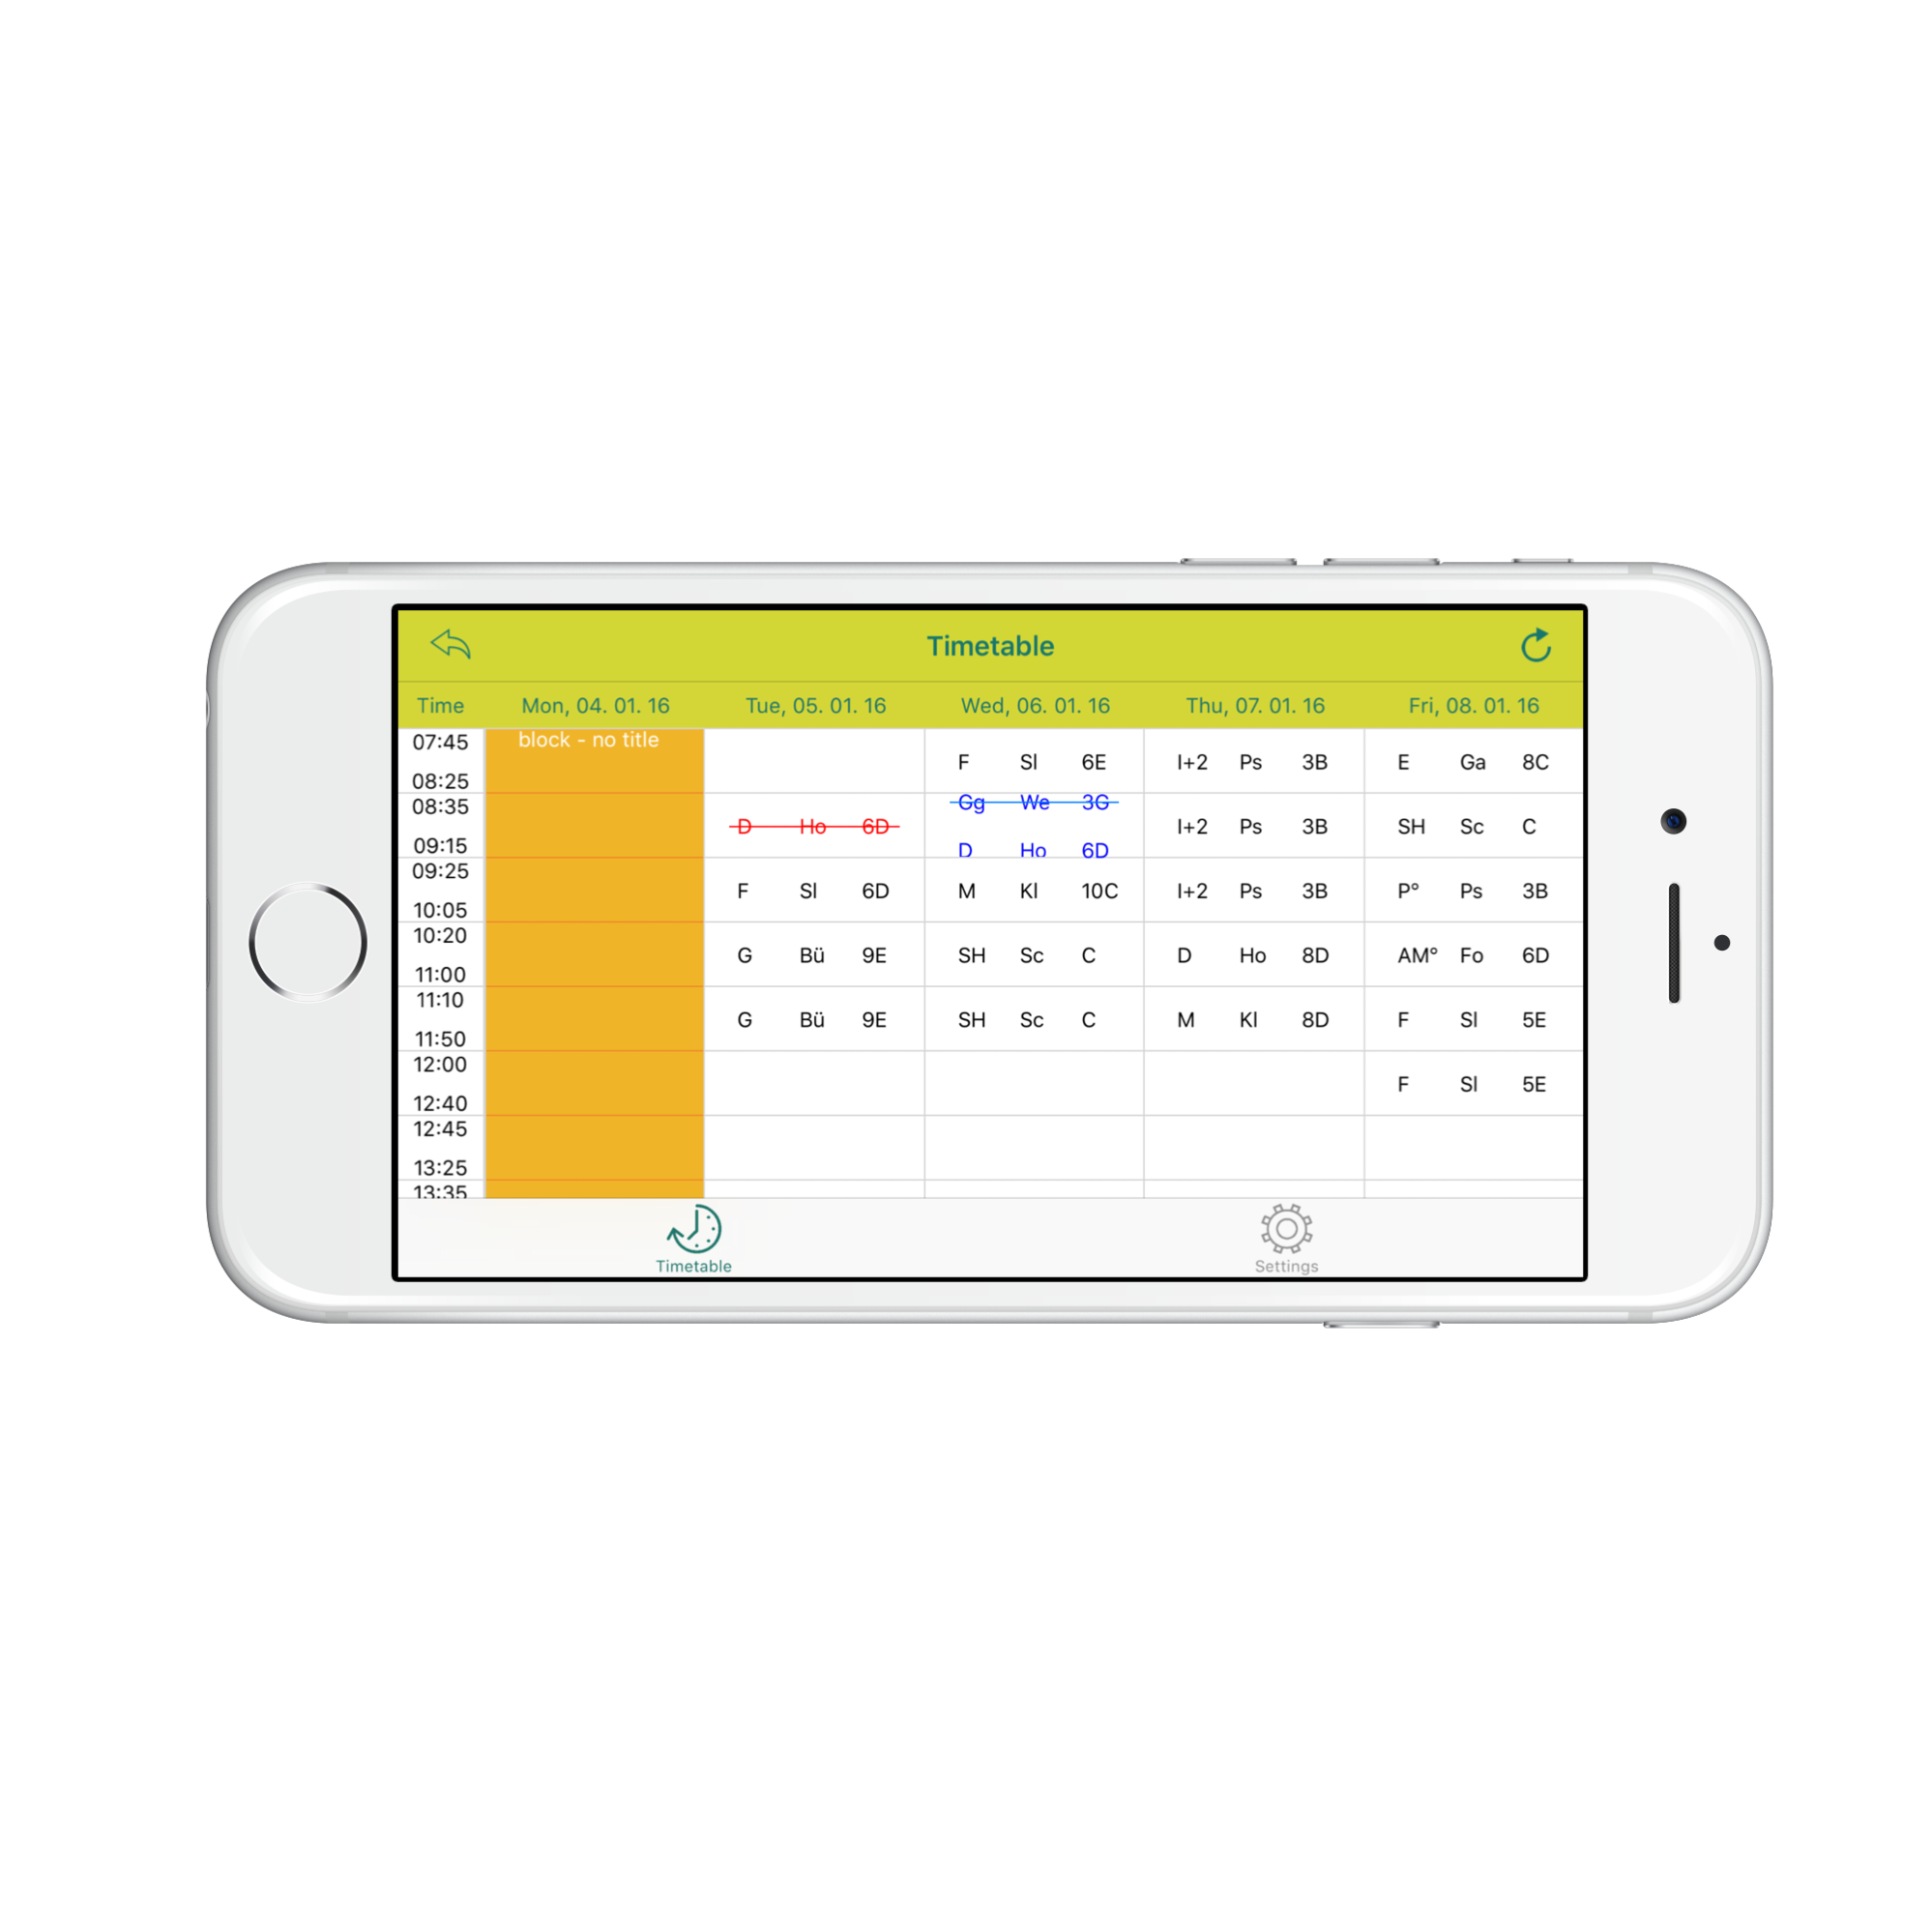 Timetable
Time Mon, 04. 01. 16 Tue, 05. 01. 16 Wed, 06. 01. 16 Thu, 07. 01. 16 Fri, 08. 01. 16
07:45 block - no title
F Sl 6E I+2 Ps 3B E Ga 8C
08:25
08:35 Gg We 3G
D Ho 6D I+2 Ps 3B SH Sc C
09:15 D Ho 6D
09:25
F Sl 6D M Kl 10C I+2 Ps 3B P° Ps 3B
10:05
10:20
G Bü 9E SH Sc C D Ho 8D AM° Fo 6D
11:00
11:10
G Bü 9E SH Sc C M Kl 8D F Sl 5E
11:50
12:00
F Sl 5E
12:40
12:45
13:25
13:35
Timetable Settings